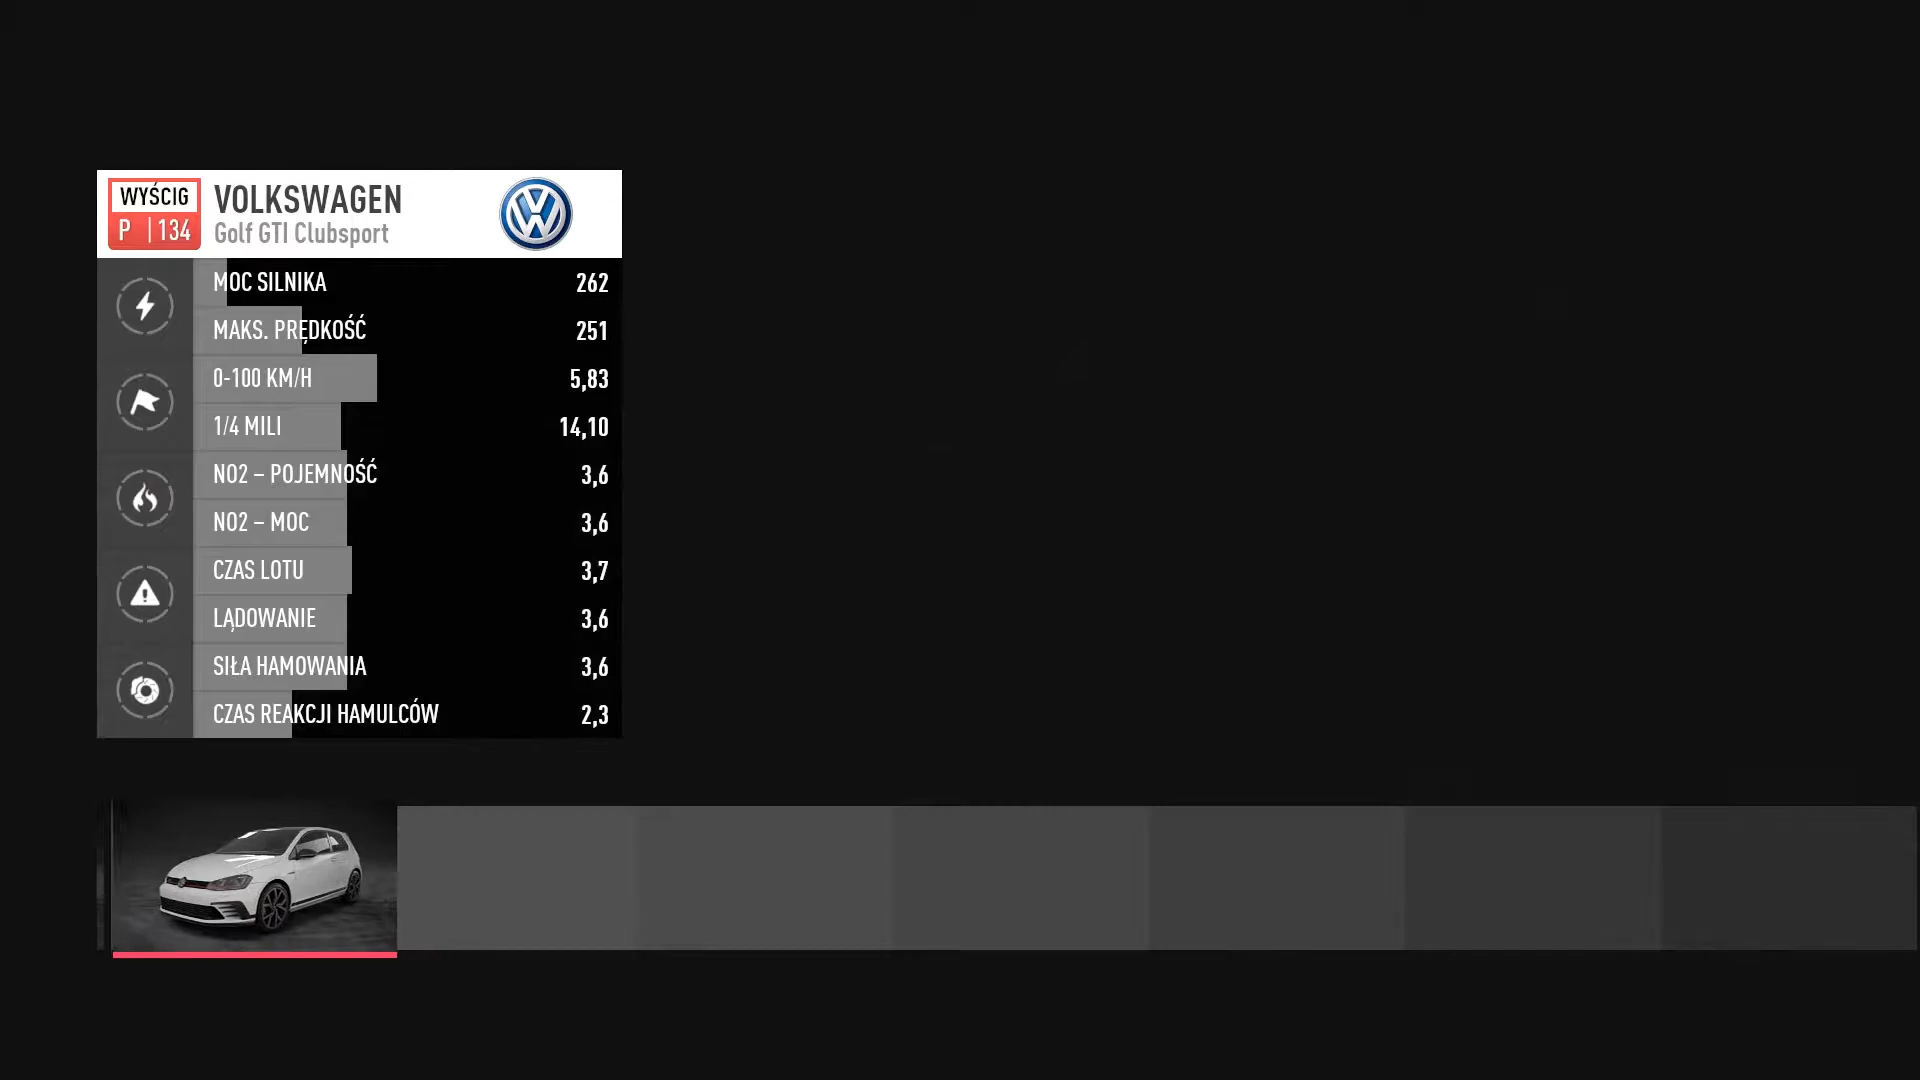 WYŚCIG
P | 134
VOLKSWAGEN
Golf GTI Clubsport
MOC SILNIKA 262
MAKS. PRĘDKOŚĆ 251
0-100 KM/H 5,83
1/4 MILI 14,10
NO2 – POJEMNOŚĆ 3,6
NO2 – MOC 3,6
CZAS LOTU 3,7
LĄDOWANIE 3,6
SIŁA HAMOWANIA 3,6
CZAS REAKCJI HAMULCÓW 2,3